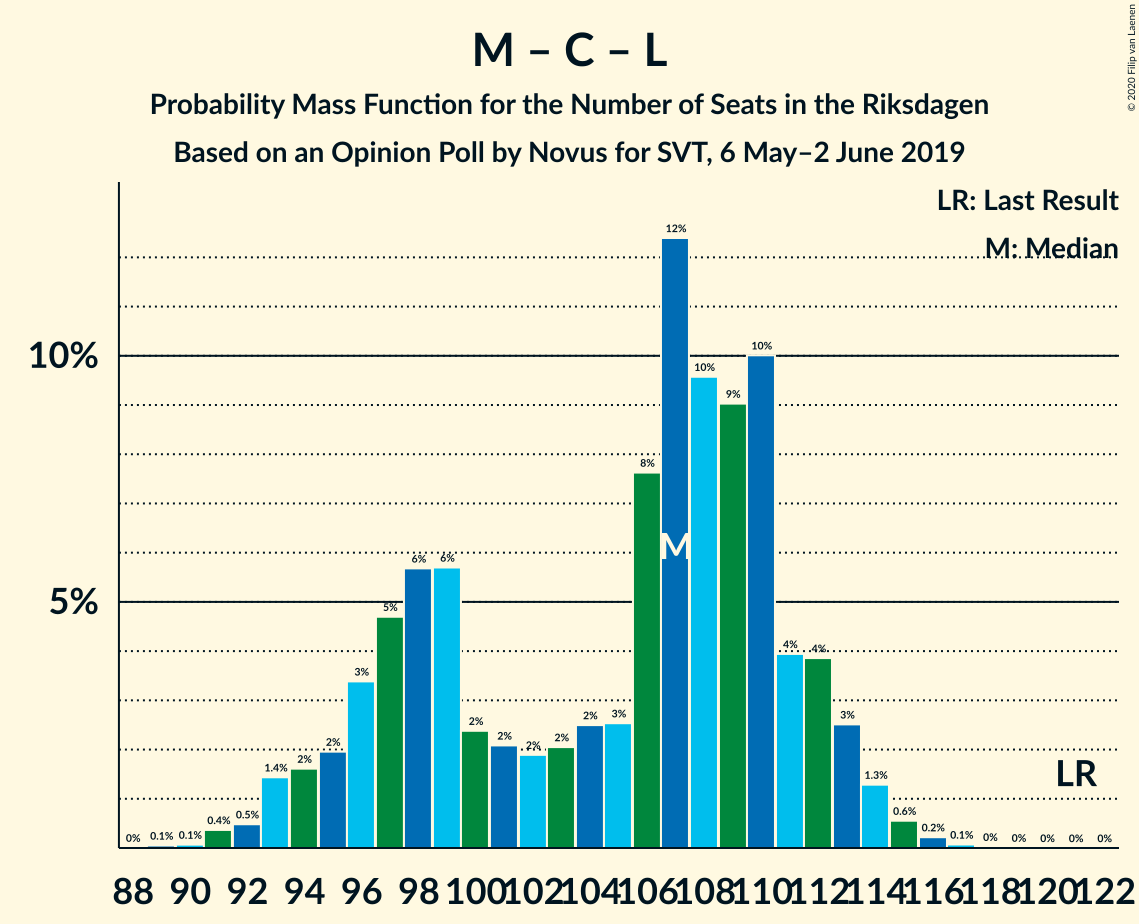 M – C – L
Probability Mass Function for the Number of Seats in the Riksdagen
Based on an Opinion Poll by Novus for SVT, 6 May–2 June 2019
© 2020 Filip van Laenen
LR: Last Result
M: Median
10%
5%
0% 0.1% 0.1% 0.4% 0.5% 1.4% 2% 2% 3% 5% 6% 6% 2% 2% 2% 2% 2% 3% 8% 12% 10% 9% 10% 4% 4% 3% 1.3% 0.6% 0.2% 0.1% 0% 0% 0% 0% 0%
M
LR
88 90 92 94 96 98 100 102 104 106 108 110 112 114 116 118 120 122